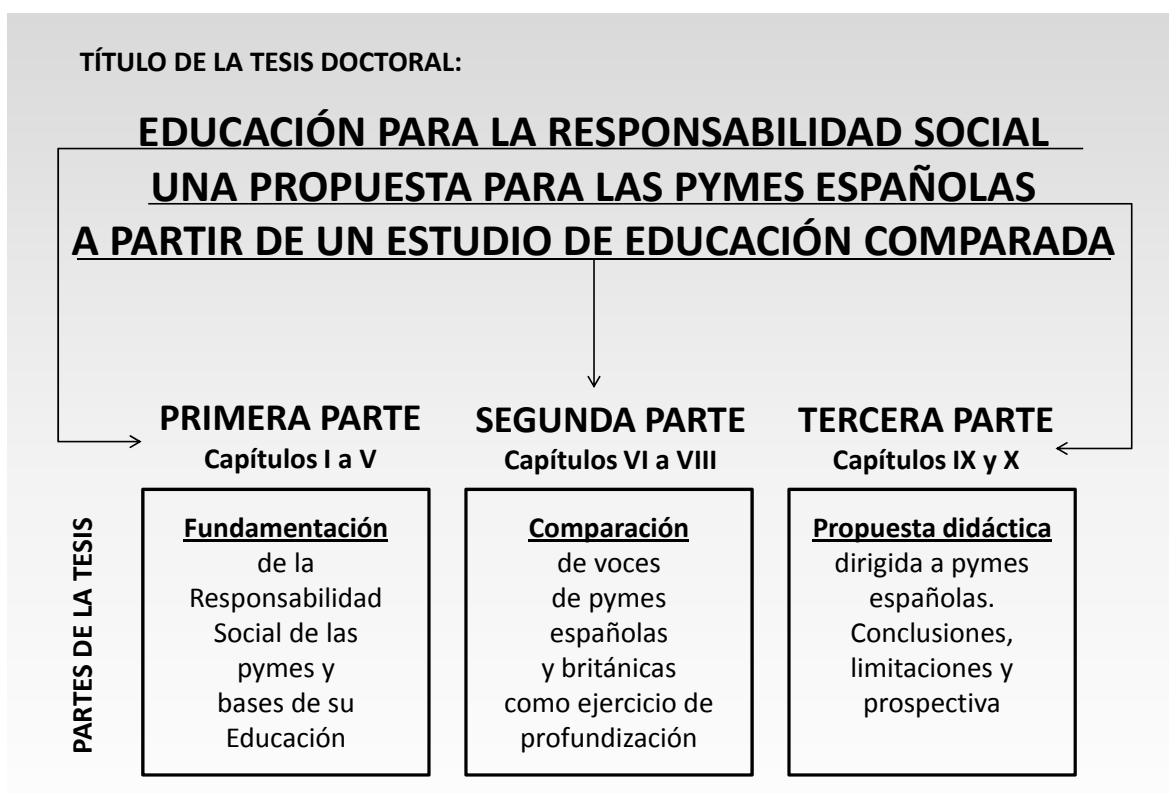 TÍTULO DE LA TESIS DOCTORAL:
EDUCACIÓN PARA LA RESPONSABILIDAD SOCIAL
UNA PROPUESTA PARA LAS PYMES ESPAÑOLAS
A PARTIR DE UN ESTUDIO DE EDUCACIÓN COMPARADA
PARTES DE LA TESIS
PRIMERA PARTE
Capítulos I a V
Fundamentación
de la
Responsabilidad
Social de las
pymes y
bases de su
Educación
SEGUNDA PARTE
Capítulos VI a VIII
Comparación
de voces
de pymes
españolas
y británicas
como ejercicio de
profundización
TERCERA PARTE
Capítulos IX y X
Propuesta didáctica
dirigida a pymes
españolas.
Conclusiones,
limitaciones y
prospectiva